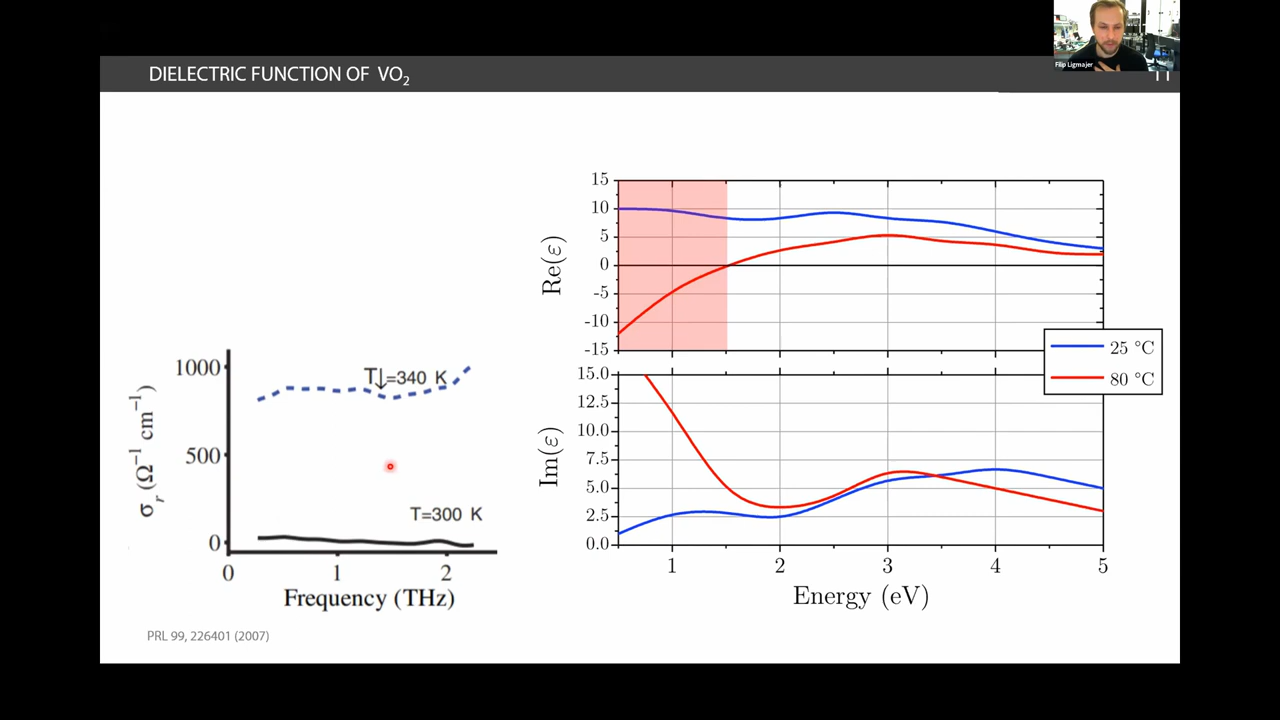 Filip Ligmajer
DIELECTRIC FUNCTION OF VO₂
15
10
5
0
-5
-10
-15
Re(ε)
25 °C
80 °C
15.0
12.5
10.0
7.5
5.0
2.5
0.0
Im(ε)
1 2 3 4 5
Energy (eV)
1000
500
0
σᵣ (Ω⁻¹ cm⁻¹)
T↓=340 K
T=300 K
0 1 2
Frequency (THz)
PRL 99, 226401 (2007)